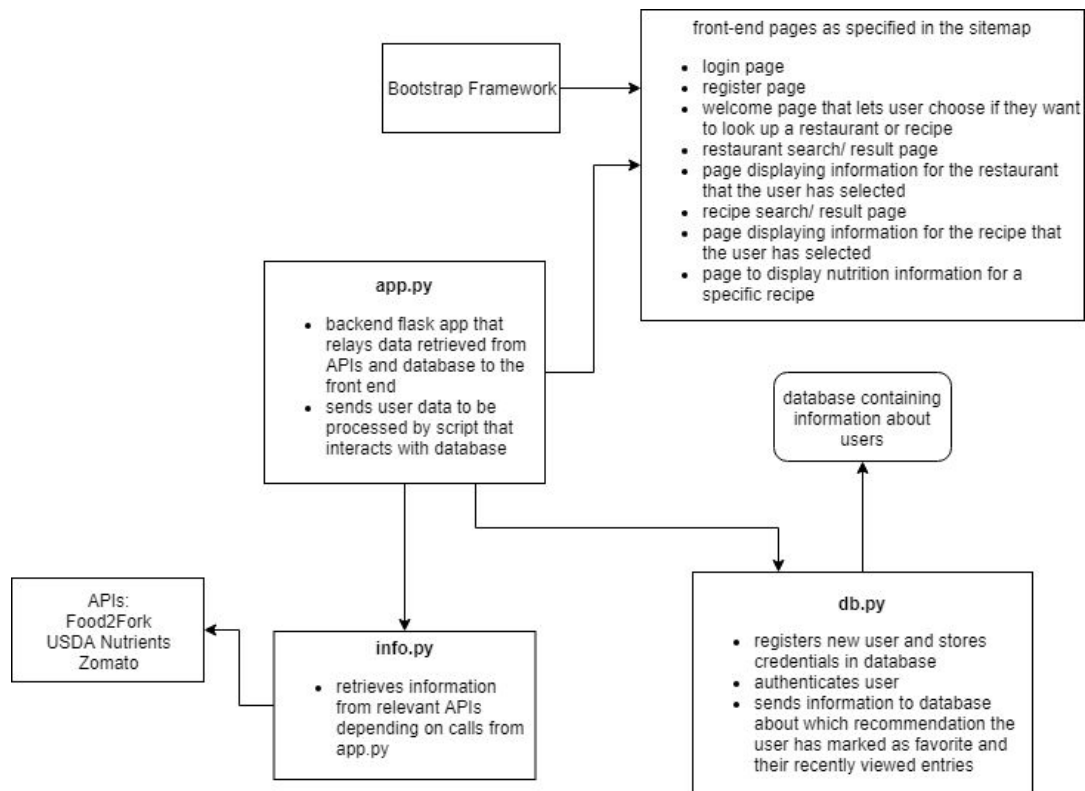 front-end pages as specified in the sitemap
• login page
• register page
• welcome page that lets user choose if they want
to look up a restaurant or recipe
• restaurant search/ result page
• page displaying information for the restaurant
that the user has selected
• recipe search/ result page
• page displaying information for the recipe that
the user has selected
• page to display nutrition information for a
specific recipe
Bootstrap Framework
app.py
• backend flask app that
relays data retrieved from
APIs and database to the
front end
• sends user data to be
processed by script that
interacts with database
database containing
information about
users
APIs:
Food2Fork
USDA Nutrients
Zomato
info.py
• retrieves information
from relevant APIs
depending on calls from
app.py
db.py
• registers new user and stores
credentials in database
• authenticates user
• sends information to database
about which recommendation the
user has marked as favorite and
their recently viewed entries